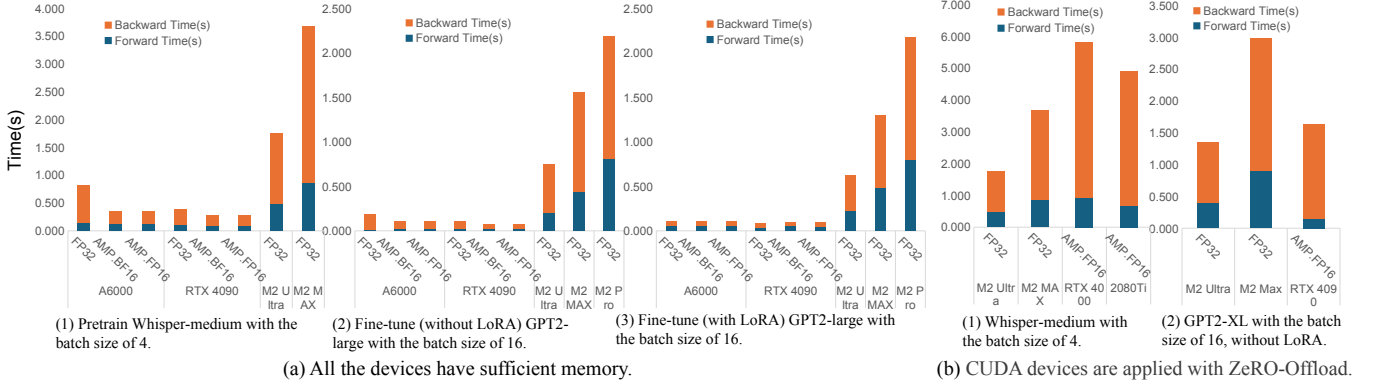 4.000
3.500
3.000
2.500
2.000
1.500
1.000
0.500
0.000
Time(s)
Backward Time(s)
Forward Time(s)
FP32
AMP.BF16
AMP.FP16
FP32
AMP.BF16
AMP.FP16
FP32
FP32
A6000
RTX 4090
M2 U
ltra
M2 M
AX
(1) Pretrain Whisper-medium with the
batch size of 4.
2.500
2.000
1.500
1.000
0.500
0.000
Backward Time(s)
Forward Time(s)
FP32
AMP.BF16
AMP.FP16
FP32
AMP.BF16
AMP.FP16
FP32
FP32
FP32
A6000
RTX 4090
M2 U
ltra
M2
MAX
M2 P
ro
(2) Fine-tune (without LoRA) GPT2-
large with the batch size of 16.
2.500
2.000
1.500
1.000
0.500
0.000
Backward Time(s)
Forward Time(s)
FP32
AMP.BF16
AMP.FP16
FP32
AMP.BF16
AMP.FP16
FP32
FP32
FP32
A6000
RTX 4090
M2 U
ltra
M2
MAX
M2 P
ro
(3) Fine-tune (with LoRA) GPT2-large with
the batch size of 16.
(a) All the devices have sufficient memory.
7.000
6.000
5.000
4.000
3.000
2.000
1.000
0.000
Backward Time(s)
Forward Time(s)
FP32
FP32
AMP.FP16
AMP.FP16
M2 Ultr
a
M2 MA
X
RTX 40
00
2080Ti
(1) Whisper-medium with
the batch size of 4.
3.500
3.000
2.500
2.000
1.500
1.000
0.500
0.000
Backward Time(s)
Forward Time(s)
FP32
FP32
AMP.FP16
M2 Ultra
M2 Max
RTX 409
0
(2) GPT2-XL with the batch
size of 16, without LoRA.
(b) CUDA devices are applied with ZeRO-Offload.